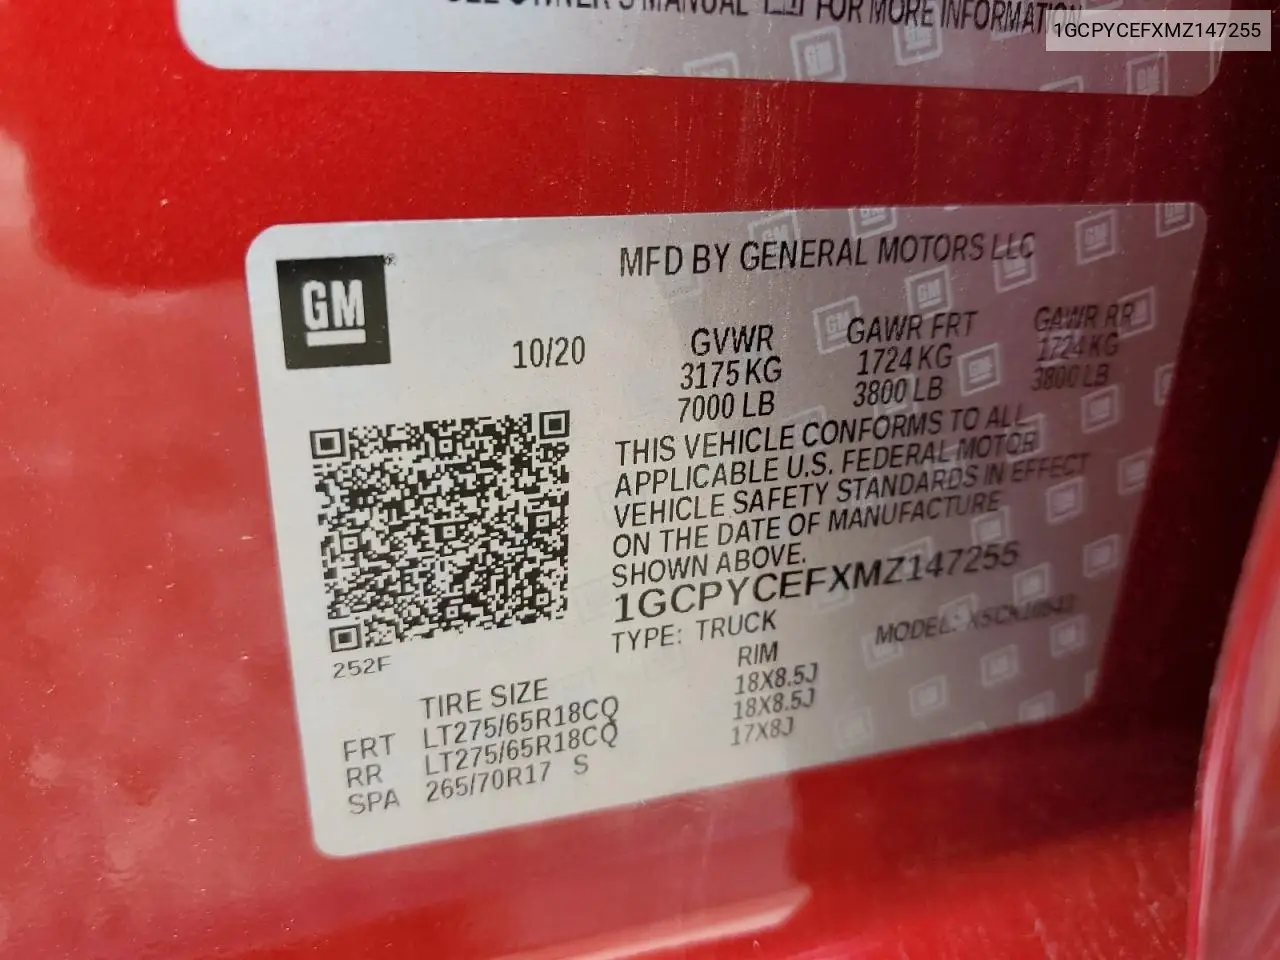 OWNER'S MANUAL FOR MORE INFORMATION
1GCPYCEFXMZ147255
GM
MFD BY GENERAL MOTORS LLC
10/20
GVWR GAWR FRT GAWR RR
3175 KG 1724 KG 1724 KG
7000 LB 3800 LB 3800 LB
THIS VEHICLE CONFORMS TO ALL
APPLICABLE U.S. FEDERAL MOTOR
VEHICLE SAFETY STANDARDS IN EFFECT
ON THE DATE OF MANUFACTURE
SHOWN ABOVE.
1GCPYCEFXMZ147255
TYPE: TRUCK MODEL:
252F
TIRE SIZE RIM
FRT LT275/65R18CQ 18X8.5J
RR LT275/65R18CQ 18X8.5J
SPA 265/70R17 S 17X8J